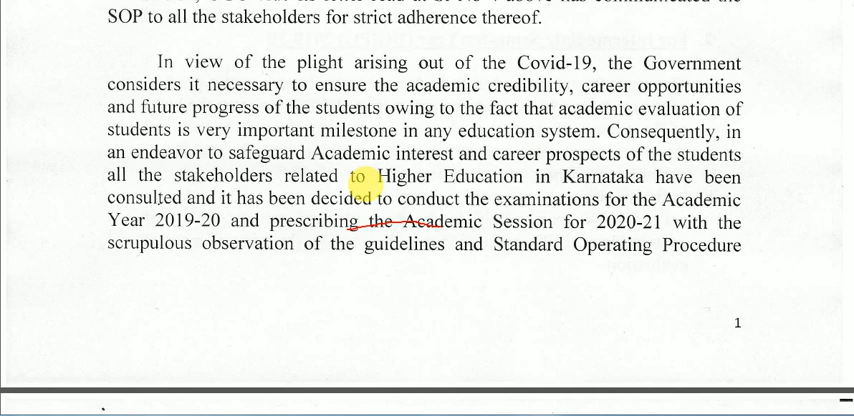 SOP to all the stakeholders for strict adherence thereof.
In view of the plight arising out of the Covid-19, the Government
considers it necessary to ensure the academic credibility, career opportunities
and future progress of the students owing to the fact that academic evaluation of
students is very important milestone in any education system. Consequently, in
an endeavor to safeguard Academic interest and career prospects of the students
all the stakeholders related to Higher Education in Karnataka have been
consulted and it has been decided to conduct the examinations for the Academic
Year 2019-20 and prescribing the Academic Session for 2020-21 with the
scrupulous observation of the guidelines and Standard Operating Procedure
1